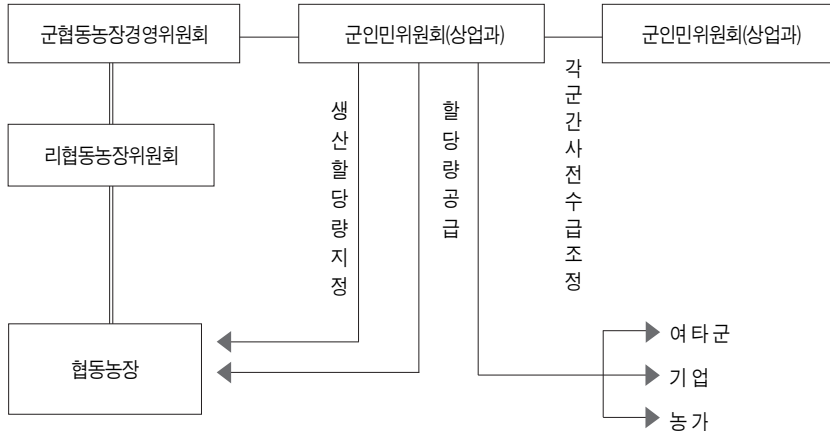 군협동농장경영위원회
군인민위원회(상업과)
군인민위원회(상업과)
리협동농장위원회
협동농장
생산할당량지정
할당량공급
각군간사전수급조정
여타군
기업
농가